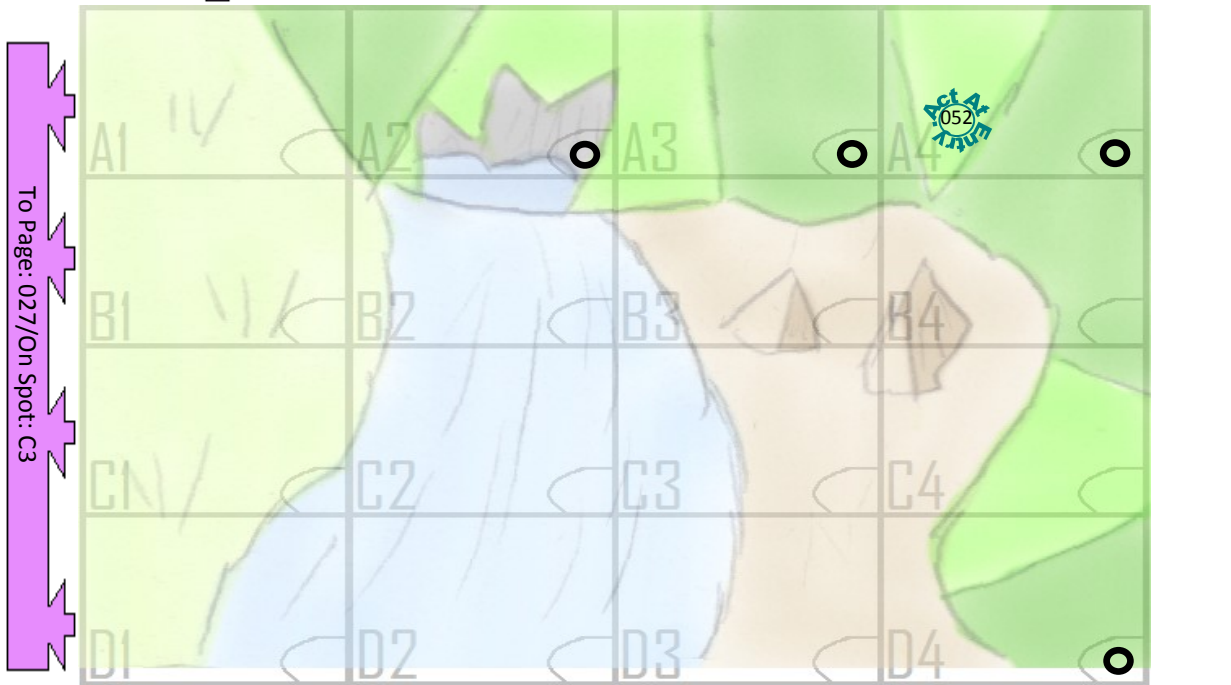 To Page: 027/On Spot: C3
Act At Entry.
052
A1
A2
A3
A4
B1
B2
B3
B4
C1
C2
C3
C4
D1
D2
D3
D4